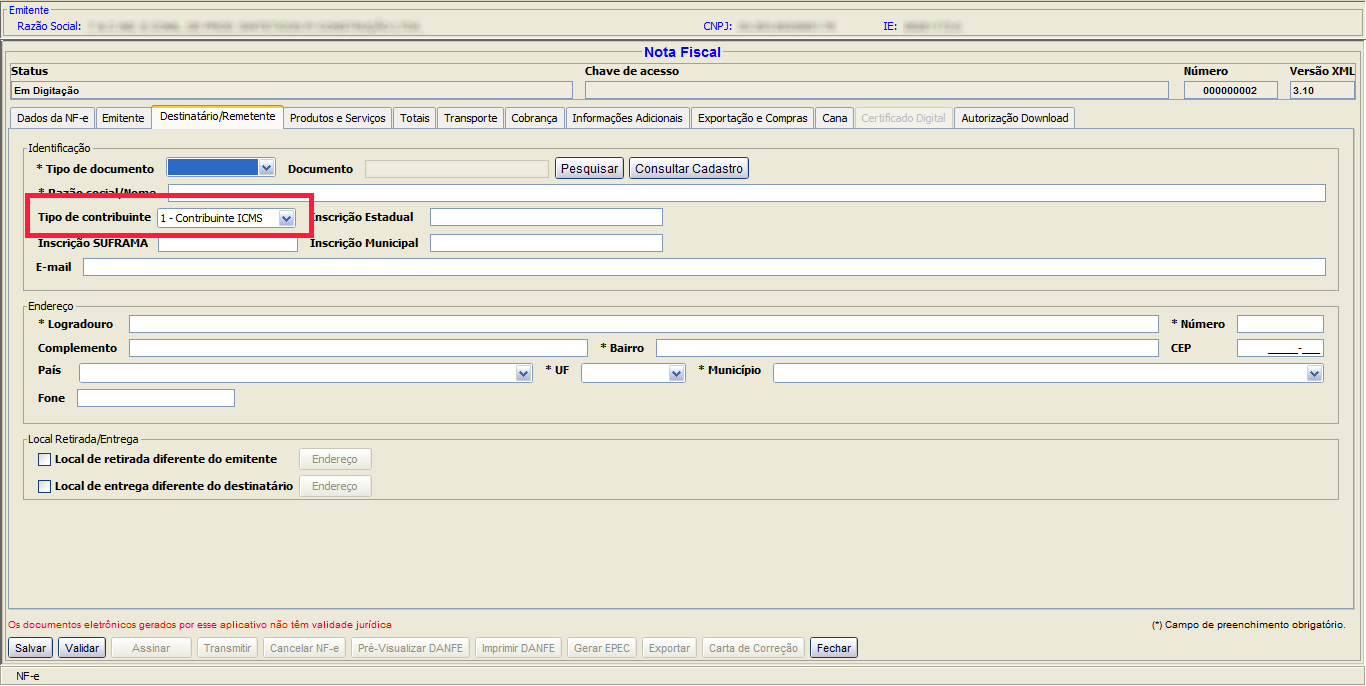 Emitente
Razão Social: CNPJ: IE:
Nota Fiscal
Status Chave de acesso Número Versão XML
Em Digitação 000000002 3.10
Dados da NF-e Emitente Destinatário/Remetente Produtos e Serviços Totais Transporte Cobrança Informações Adicionais Exportação e Compras Cana Certificado Digital Autorização Download
Identificação
* Tipo de documento Documento Pesquisar Consultar Cadastro
* Razão social/Nome
Tipo de contribuinte 1 - Contribuinte ICMS Inscrição Estadual
Inscrição SUFRAMA Inscrição Municipal
E-mail
Endereço
* Logradouro * Número
Complemento * Bairro CEP _____-___
País * UF * Município
Fone
Local Retirada/Entrega
Local de retirada diferente do emitente Endereço
Local de entrega diferente do destinatário Endereço
Os documentos eletrônicos gerados por esse aplicativo não têm validade jurídica (*) Campo de preenchimento obrigatório.
Salvar Validar Assinar Transmitir Cancelar NF-e Pré-Visualizar DANFE Imprimir DANFE Gerar EPEC Exportar Carta de Correção Fechar
NF-e